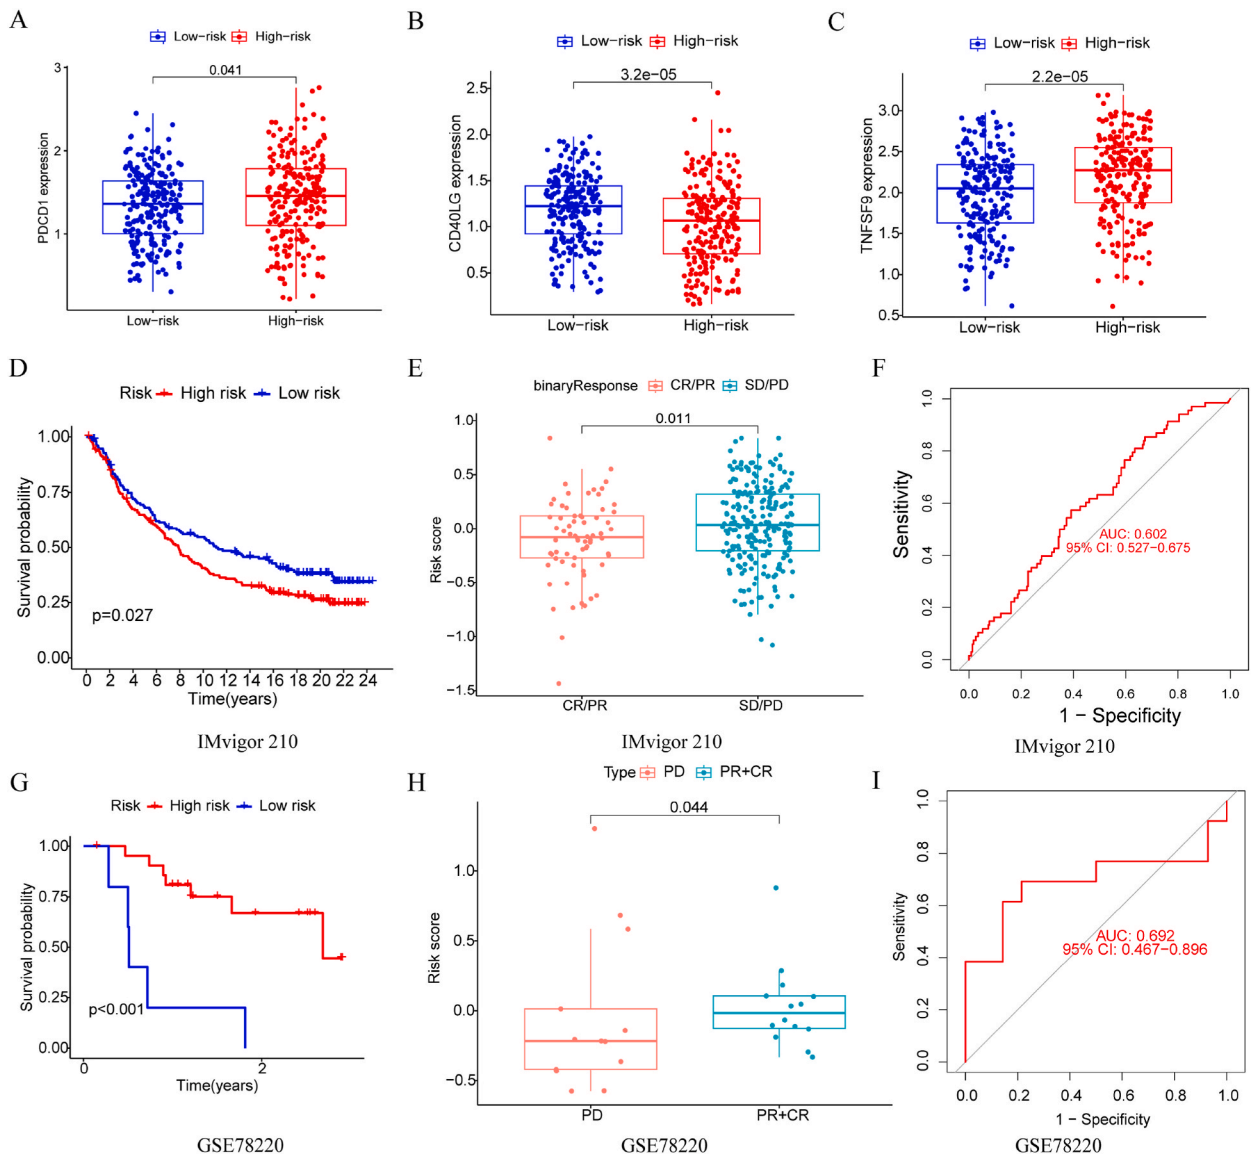 A
Low-risk High-risk
0.041
3
2
1
PDCD1 expression
Low-risk High-risk
B
Low-risk High-risk
3.2e-05
2.5
2.0
1.5
1.0
0.5
CD40LG expression
Low-risk High-risk
C
Low-risk High-risk
2.2e-05
3.0
2.5
2.0
1.5
1.0
0.5
TNFSF9 expression
Low-risk High-risk
D
Risk High risk Low risk
1.00
0.75
0.50
0.25
0.00
Survival probability
p=0.027
0 2 4 6 8 10 12 14 16 18 20 22 24
Time(years)
IMvigor 210
E
binaryResponse CR/PR SD/PD
0.011
1.0
0.5
0.0
-0.5
-1.0
-1.5
Risk score
CR/PR SD/PD
IMvigor 210
F
1.0
0.8
0.6
0.4
0.2
0.0
Sensitivity
AUC: 0.602
95% CI: 0.527-0.675
0.0 0.2 0.4 0.6 0.8 1.0
1 - Specificity
IMvigor 210
G
Risk High risk Low risk
1.00
0.75
0.50
0.25
0.00
Survival probability
p<0.001
0 2
Time(years)
GSE78220
H
Type PD PR+CR
0.044
1.0
0.5
0.0
-0.5
Risk score
PD PR+CR
GSE78220
I
1.0
0.8
0.6
0.4
0.2
0.0
Sensitivity
AUC: 0.692
95% CI: 0.467-0.896
0.0 0.2 0.4 0.6 0.8 1.0
1 - Specificity
GSE78220